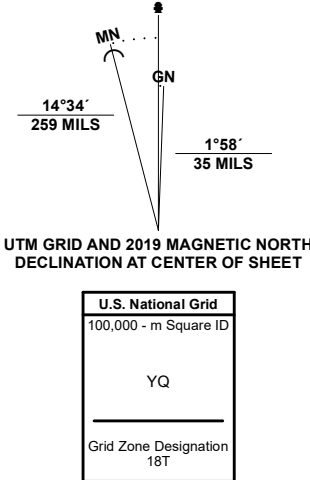 MN
GN
14°34´
259 MILS
1°58´
35 MILS
UTM GRID AND 2019 MAGNETIC NORTH
DECLINATION AT CENTER OF SHEET
U.S. National Grid
100,000 - m Square ID
YQ
Grid Zone Designation
18T